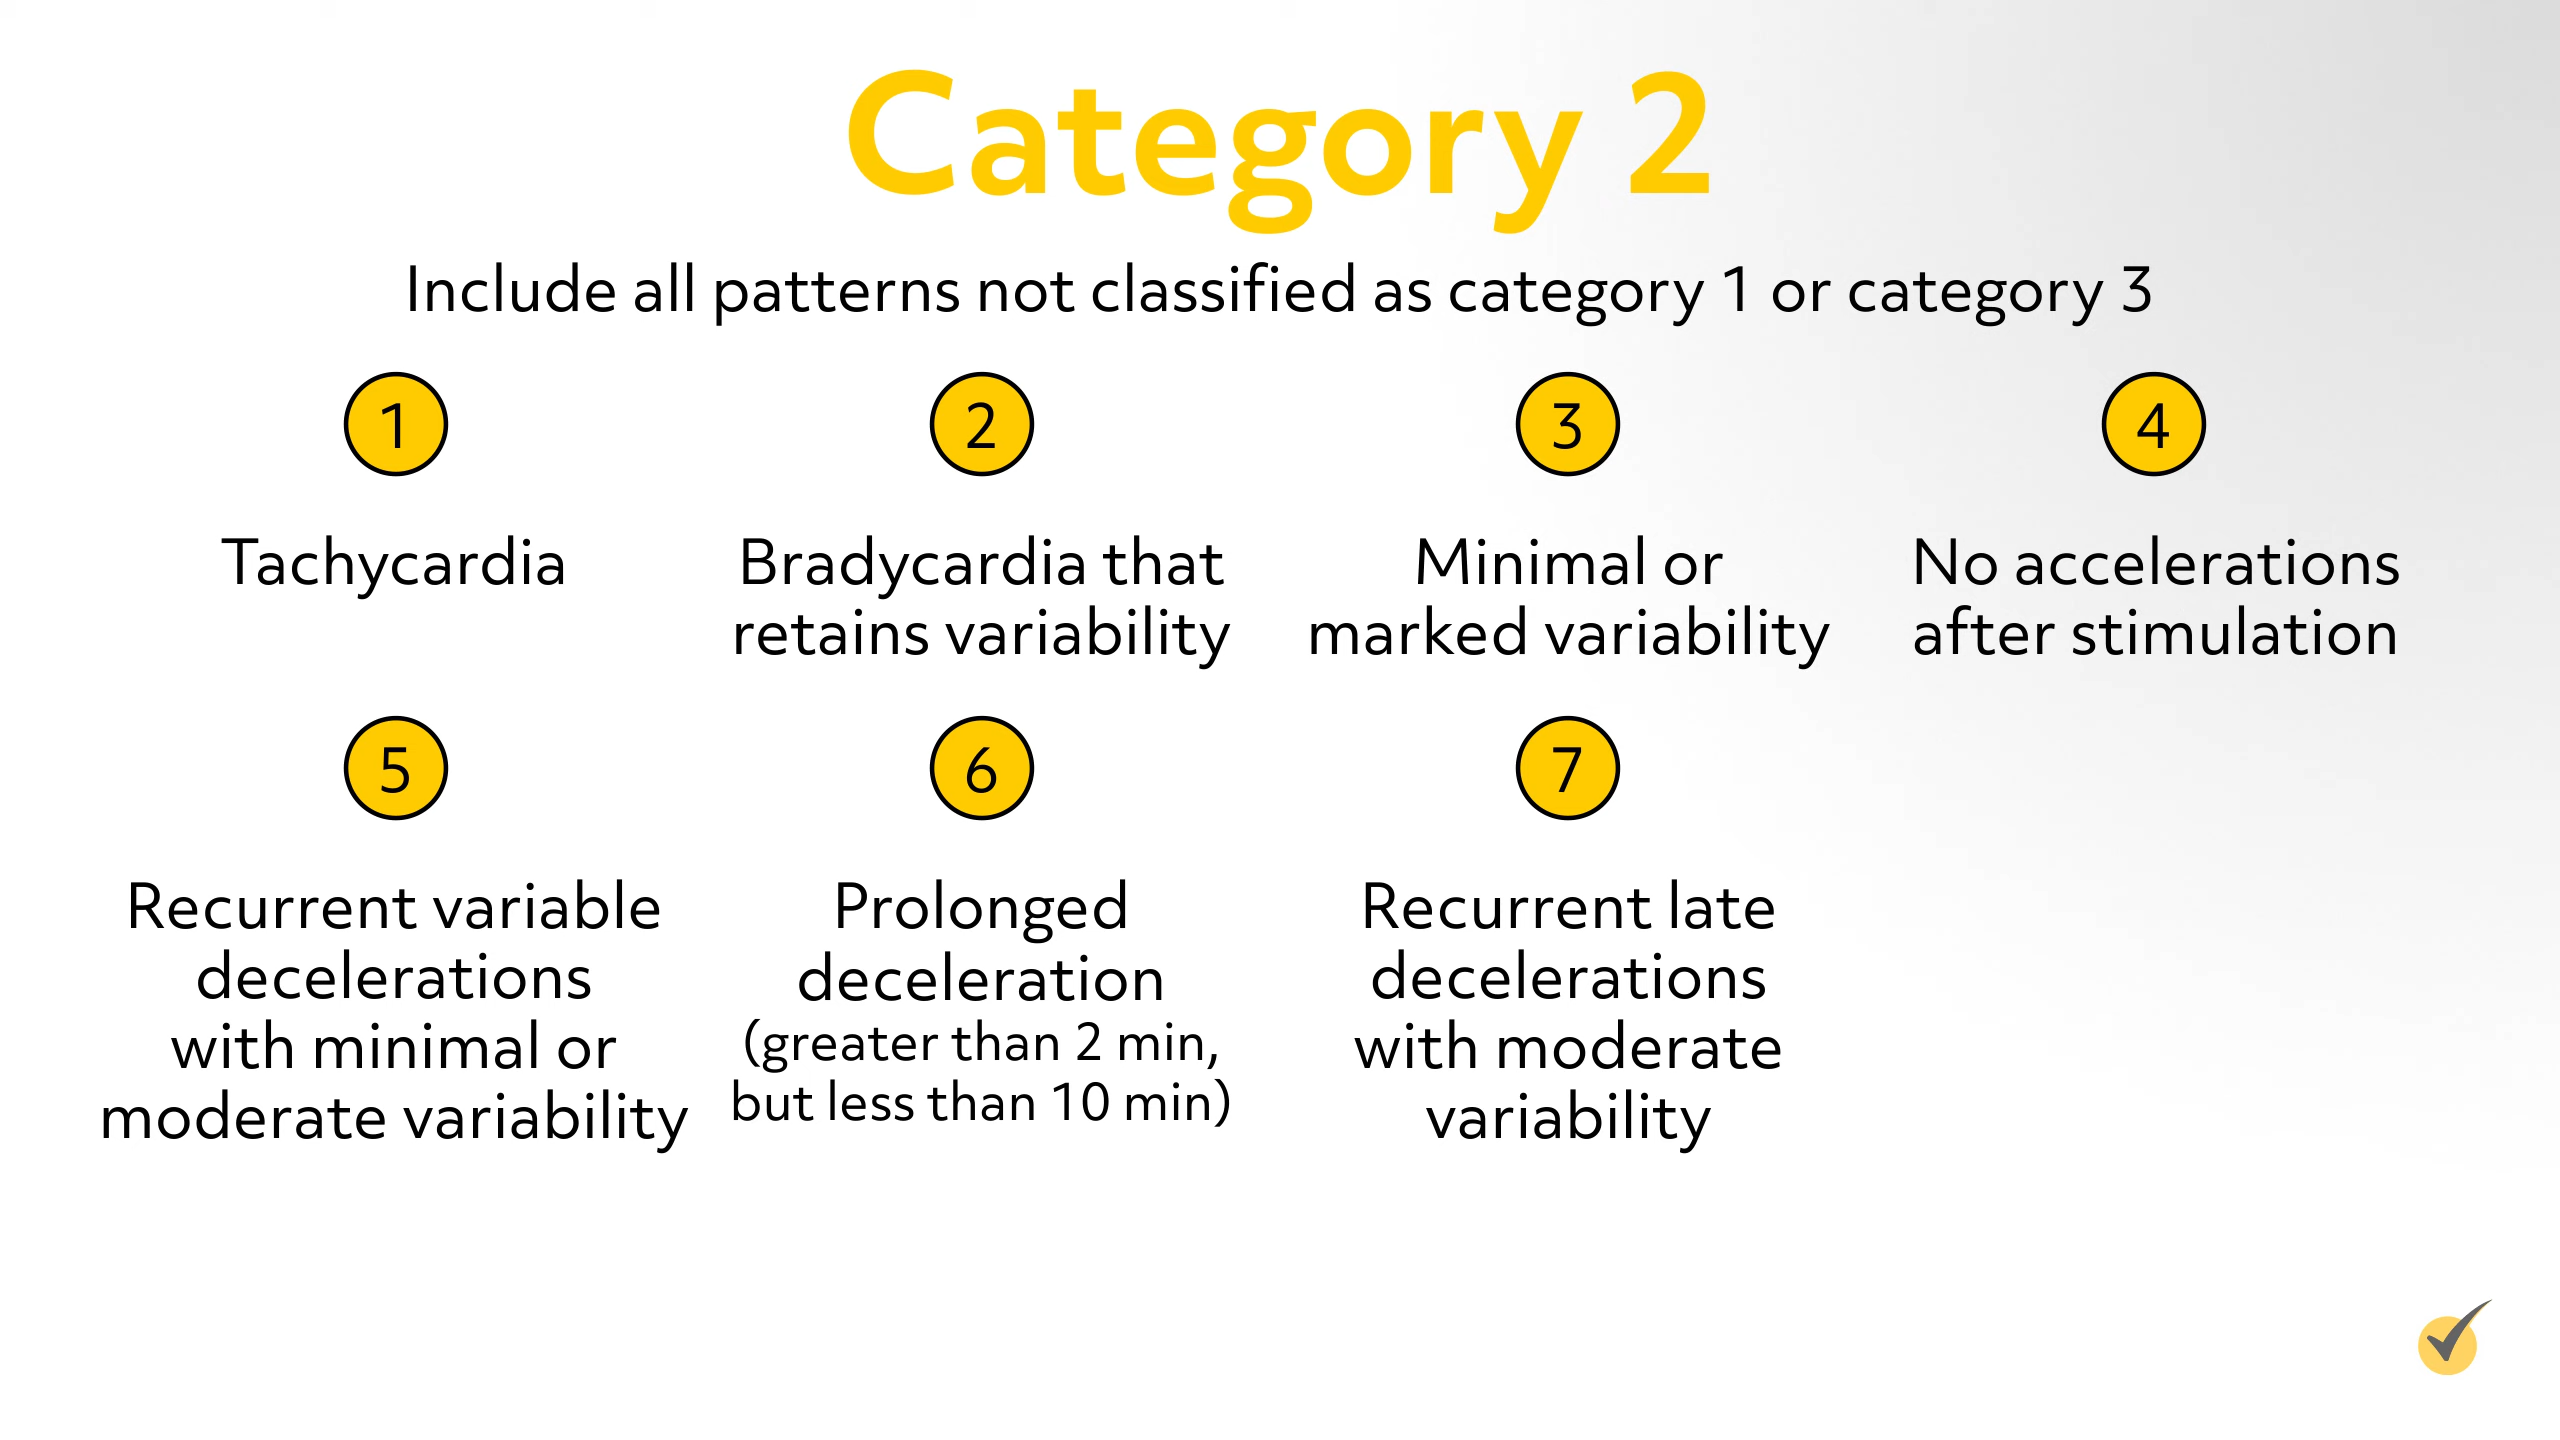 Category 2
Include all patterns not classified as category 1 or category 3
1
Tachycardia
2
Bradycardia that
retains variability
3
Minimal or
marked variability
4
No accelerations
after stimulation
5
Recurrent variable
decelerations
with minimal or
moderate variability
6
Prolonged
deceleration
(greater than 2 min,
but less than 10 min)
7
Recurrent late
decelerations
with moderate
variability